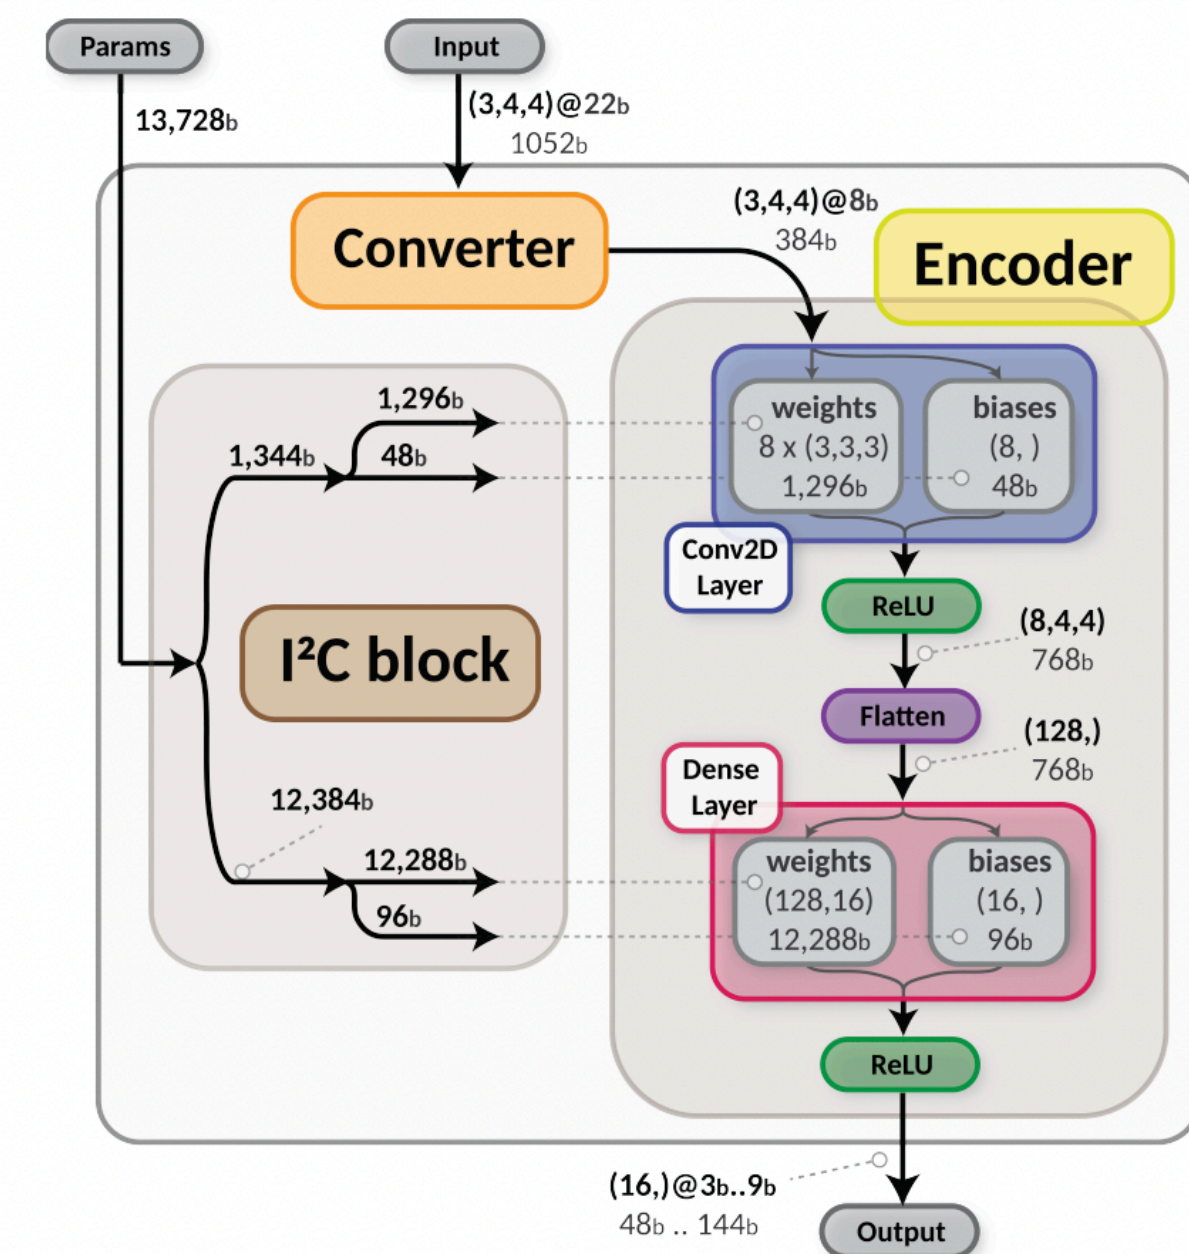 Params
Input
13,728b
(3,4,4)@22b
1052b
Converter
(3,4,4)@8b
384b
Encoder
1,296b
1,344b
48b
weights
8 x (3,3,3)
1,296b
biases
(8, )
48b
Conv2D
Layer
ReLU
(8,4,4)
768b
I²C block
Flatten
(128,)
768b
Dense
Layer
12,384b
12,288b
96b
weights
(128,16)
12,288b
biases
(16, )
96b
ReLU
(16,)@3b..9b
48b .. 144b
Output